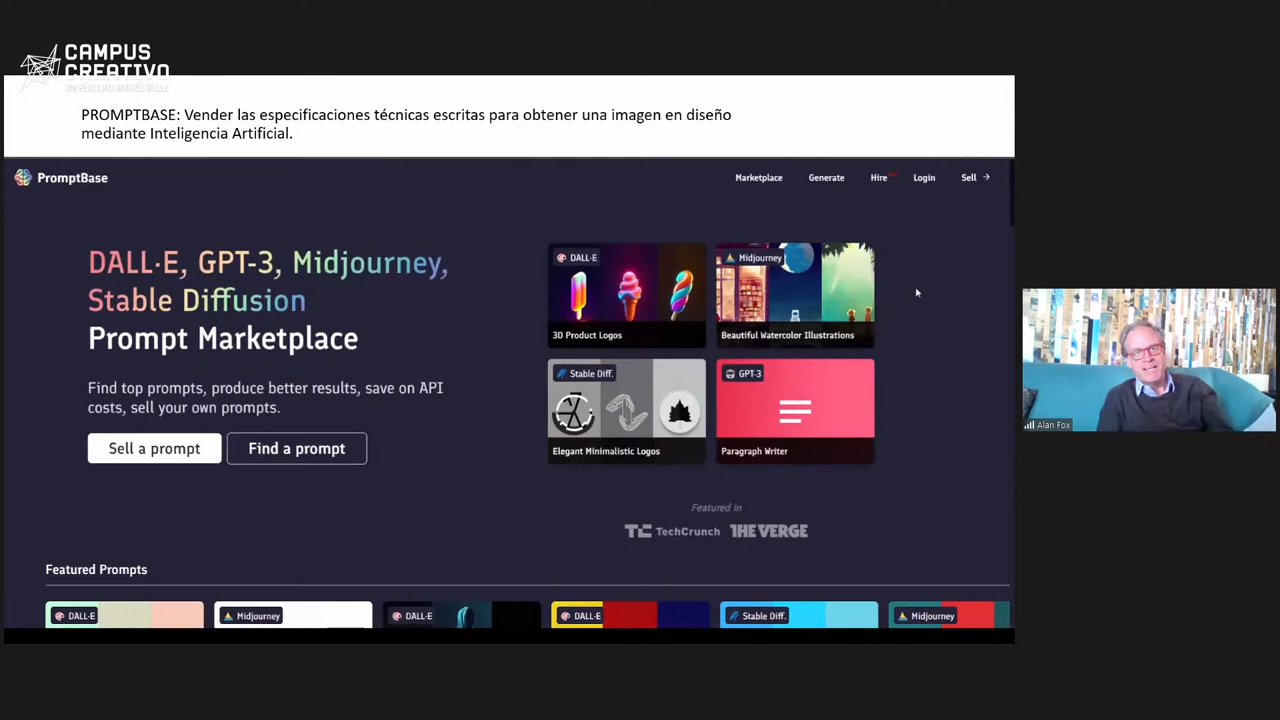 CAMPUS
CREATIVO
UNIVERSIDAD ANDRÉS BELLO
PROMPTBASE: Vender las especificaciones técnicas escritas para obtener una imagen en diseño
mediante Inteligencia Artificial.
PromptBase
Marketplace Generate Hire Login Sell →
DALL·E, GPT-3, Midjourney,
Stable Diffusion
Prompt Marketplace
Find top prompts, produce better results, save on API
costs, sell your own prompts.
Sell a prompt Find a prompt
DALL·E
3D Product Logos
Midjourney
Beautiful Watercolor Illustrations
Stable Diff.
Elegant Minimalistic Logos
GPT-3
Paragraph Writer
Featured in
TechCrunch THE VERGE
Featured Prompts
DALL·E Midjourney DALL·E DALL·E Stable Diff. Midjourney
Alan Fox